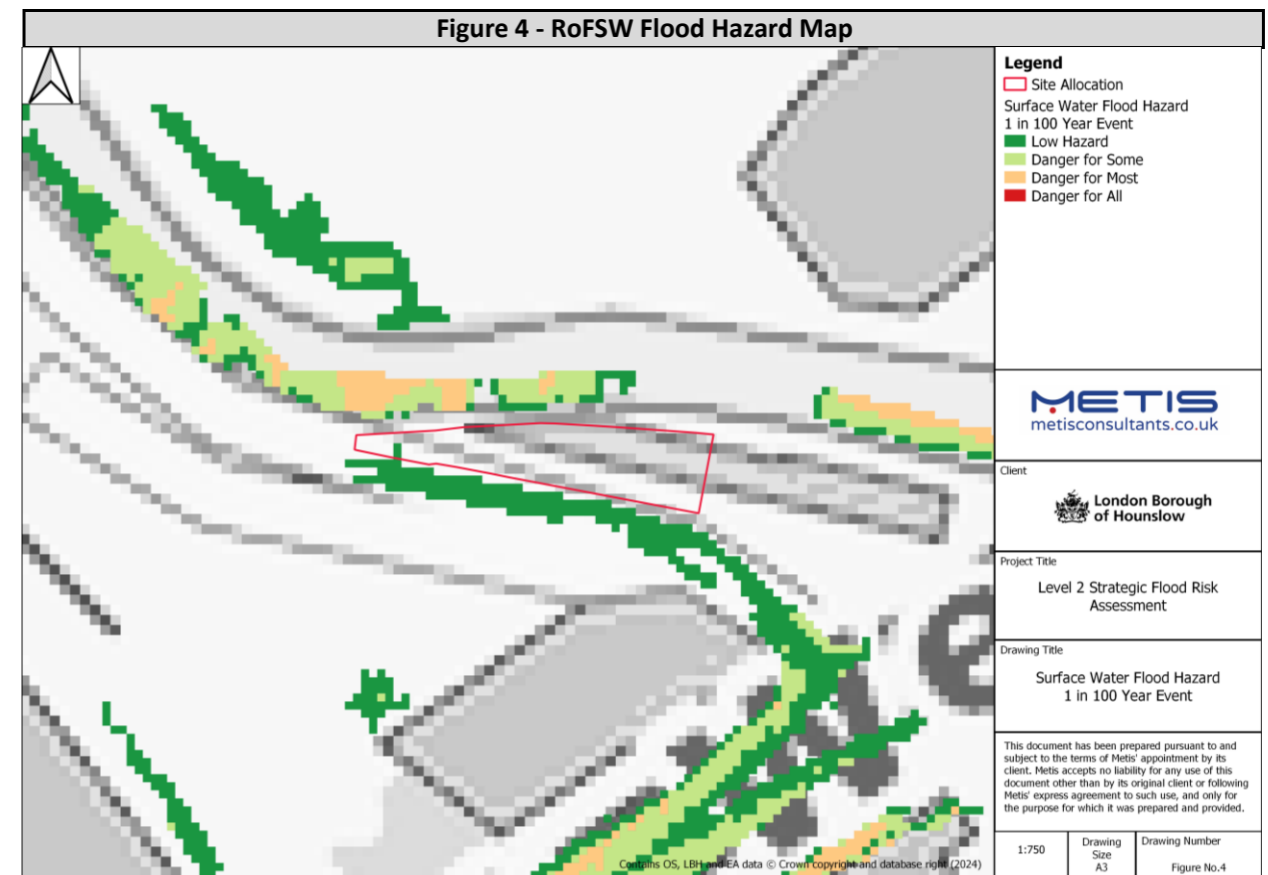 Figure 4 - RoFSW Flood Hazard Map
Legend
Site Allocation
Surface Water Flood Hazard
1 in 100 Year Event
Low Hazard
Danger for Some
Danger for Most
Danger for All
METIS
metisconsultants.co.uk
Client
London Borough
of Hounslow
Project Title
Level 2 Strategic Flood Risk
Assessment
Drawing Title
Surface Water Flood Hazard
1 in 100 Year Event
This document has been prepared pursuant to and
subject to the terms of Metis' appointment by its
client. Metis accepts no liability for any use of this
document other than by its original client or following
Metis' express agreement to such use, and only for
the purpose for which it was prepared and provided.
1:750
Drawing
Size
A3
Drawing Number
Figure No.4
Contains OS, LBH and EA data © Crown copyright and database right (2024)